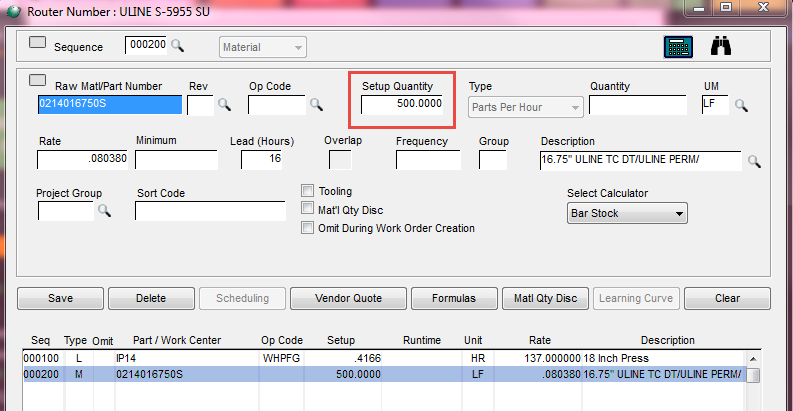 Router Number : ULINE S-5955 SU
Sequence 000200 Material
Raw Matl/Part Number Rev Op Code Setup Quantity Type Quantity UM
0214016750S 500.0000 Parts Per Hour LF
Rate Minimum Lead (Hours) Overlap Frequency Group Description
.080380 16 16.75" ULINE TC DT/ULINE PERM/
Project Group Sort Code Tooling Select Calculator
Mat'l Qty Disc Bar Stock
Omit During Work Order Creation
Save Delete Scheduling Vendor Quote Formulas Matl Qty Disc Learning Curve Clear
Seq Type Omit Part / Work Center Op Code Setup Runtime Unit Rate Description
000100 L IP14 WHPFG .4166 HR 137.000000 18 Inch Press
000200 M 0214016750S 500.0000 LF .080380 16.75" ULINE TC DT/ULINE PERM/